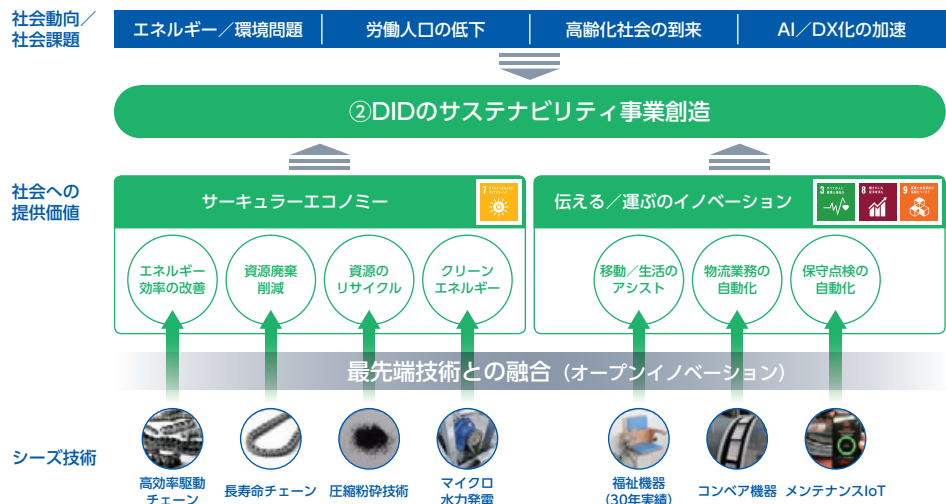 社会動向／
社会課題
エネルギー／環境問題
労働人口の低下
高齢化社会の到来
AI／DX化の加速
②DIDのサステナビリティ事業創造
社会への
提供価値
サーキュラーエコノミー
7
伝える／運ぶのイノベーション
3
8
9
エネルギー
効率の改善
資源廃棄
削減
資源の
リサイクル
クリーン
エネルギー
移動／生活の
アシスト
物流業務の
自動化
保守点検の
自動化
最先端技術との融合（オープンイノベーション）
シーズ技術
高効率駆動
チェーン
長寿命チェーン
圧縮粉砕技術
マイクロ
水力発電
福祉機器
(30年実績)
コンベア機器
メンテナンスIoT